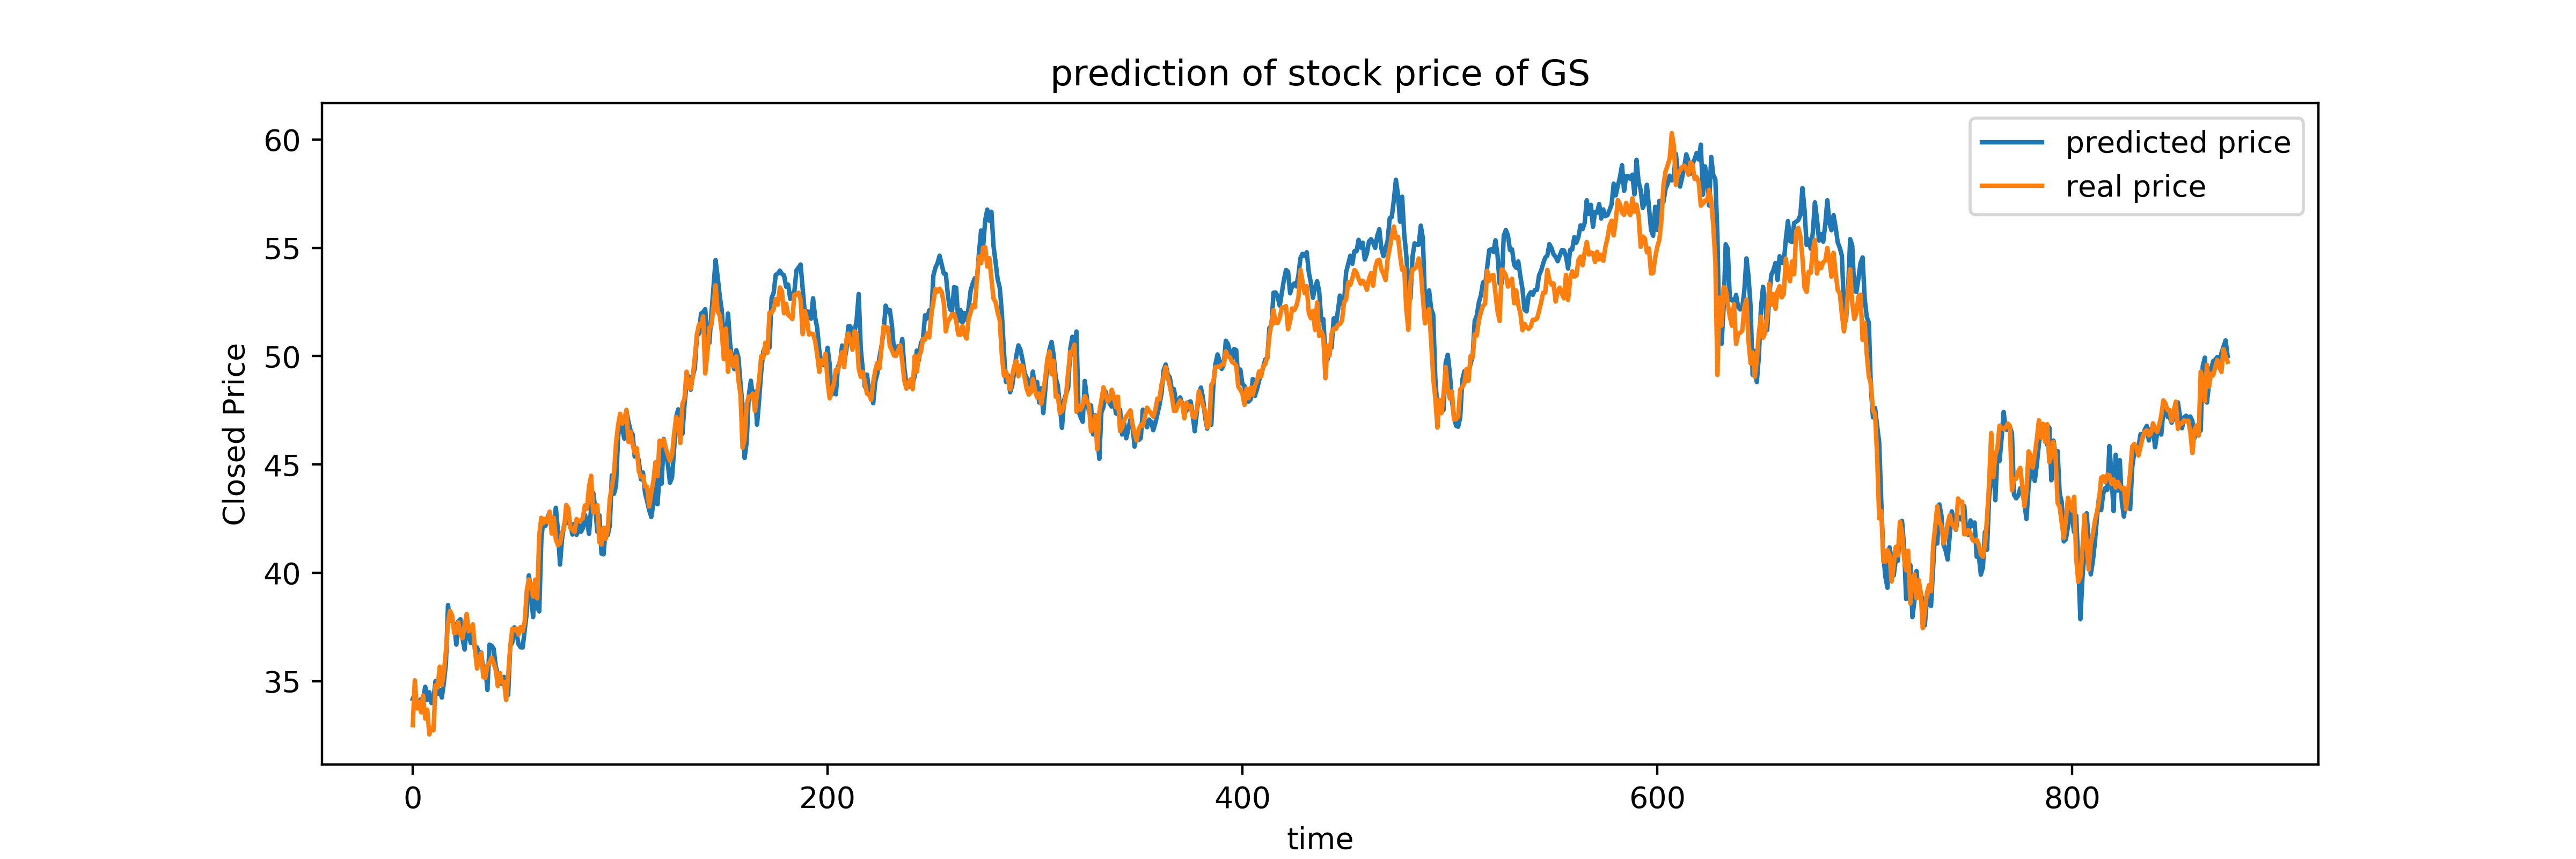 prediction of stock price of GS
60
55
50
45
40
35
Closed Price
predicted price
real price
0 200 400 600 800
time